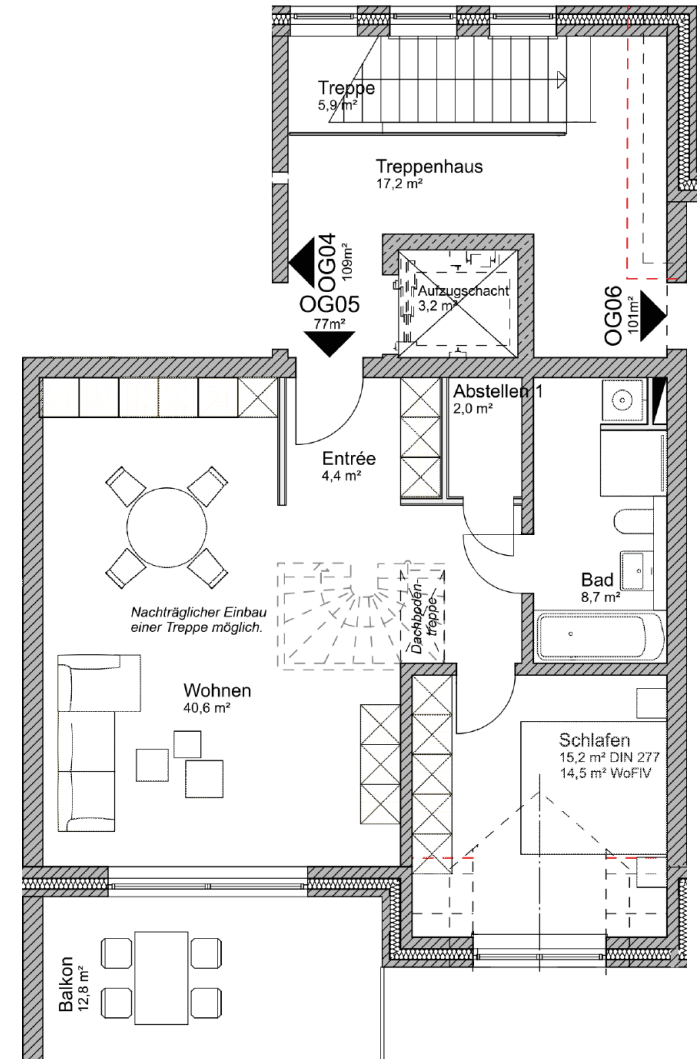 Treppe
5,9 m²
Treppenhaus
17,2 m²
OG04
109m²
OG05
77m²
Aufzugschacht
3,2 m²
OG06
101m²
Abstellen 1
2,0 m²
Entrée
4,4 m²
Bad
8,7 m²
Nachträglicher Einbau
einer Treppe möglich.
Dachboden-
treppe
Wohnen
40,6 m²
Schlafen
15,2 m² DIN 277
14,5 m² WoFlV
Balkon
12,8 m²